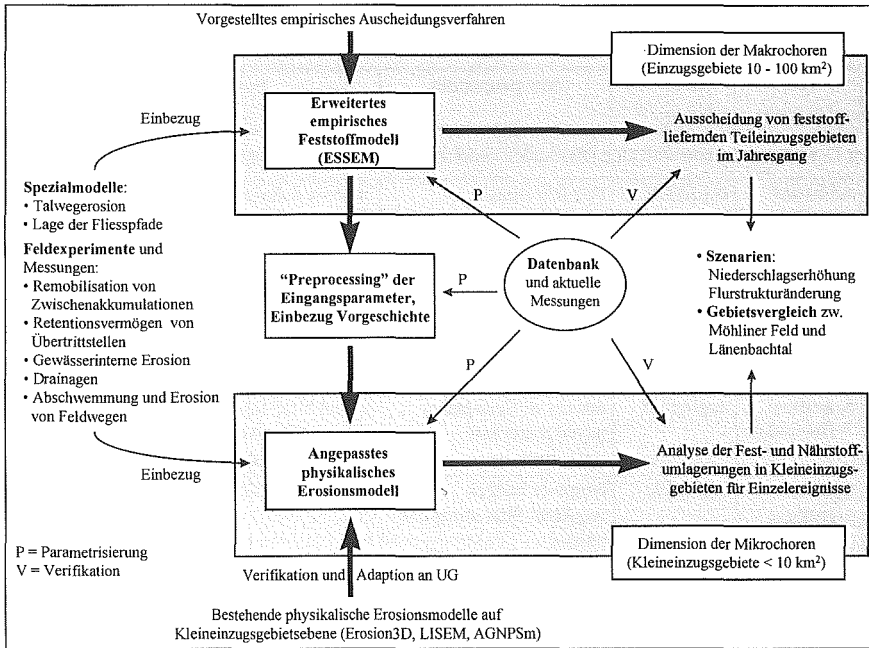 Vorgestelltes empirisches Auscheidungsverfahren
Dimension der Makrochoren
(Einzugsgebiete 10 - 100 km²)
Einbezug
Erweitertes
empirisches
Feststoffmodell
(ESSEM)
Ausscheidung von feststoff-
liefernden Teileinzugsgebieten
im Jahresgang
P
V
Spezialmodelle:
• Talwegerosion
• Lage der Fliesspfade
Feldexperimente und
Messungen:
• Remobilisation von
Zwischenakkumulationen
• Retentionsvermögen von
Übertrittstellen
• Gewässerinterne Erosion
• Drainagen
• Abschwemmung und Erosion
von Feldwegen
"Preprocessing" der
Eingangsparameter,
Einbezug Vorgeschichte
P
Datenbank
und aktuelle
Messungen
• Szenarien:
Niederschlagserhöhung
Flurstrukturänderung
• Gebietsvergleich zw.
Möhliner Feld und
Länenbachtal
P
V
Einbezug
Angepasstes
physikalisches
Erosionsmodell
Analyse der Fest- und Nährstoff-
umlagerungen in Kleineinzugs-
gebieten für Einzelereignisse
P = Parametrisierung
V = Verifikation
Dimension der Mikrochoren
(Kleineinzugsgebiete < 10 km²)
Verifikation und Adaption an UG
Bestehende physikalische Erosionsmodelle auf
Kleineinzugsgebietsebene (Erosion3D, LISEM, AGNPSm)